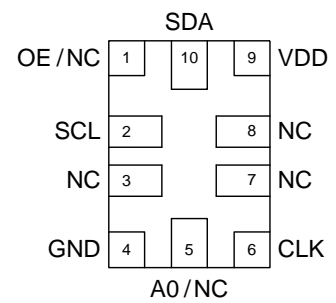 SDA
OE/NC 1 10 9 VDD
SCL 2 8 NC
NC 3 7 NC
GND 4 5 6 CLK
A0/NC